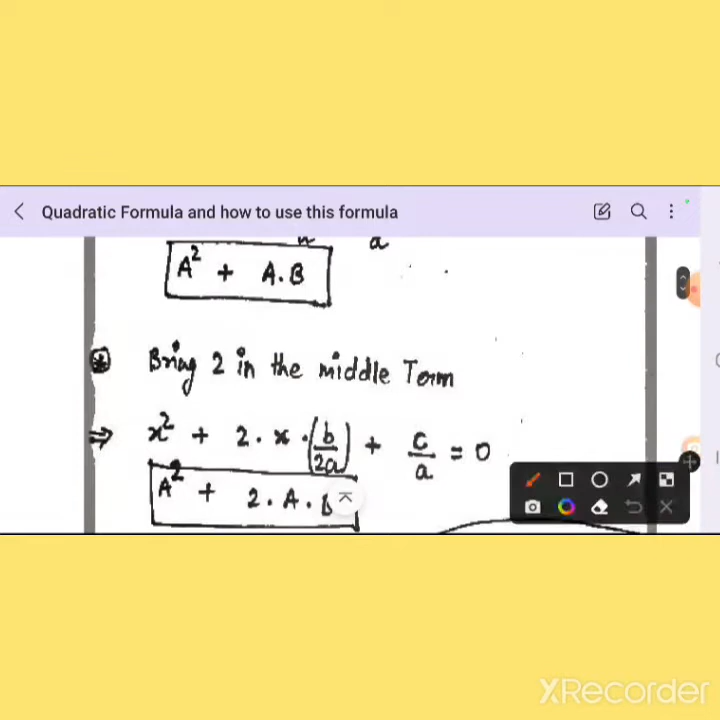 Quadratic Formula and how to use this formula
a
A² + A.B
* Bring 2 in the middle Term
⇒ x² + 2.x.(b/2a) + c/a = 0
A² + 2.A.
XRecorder